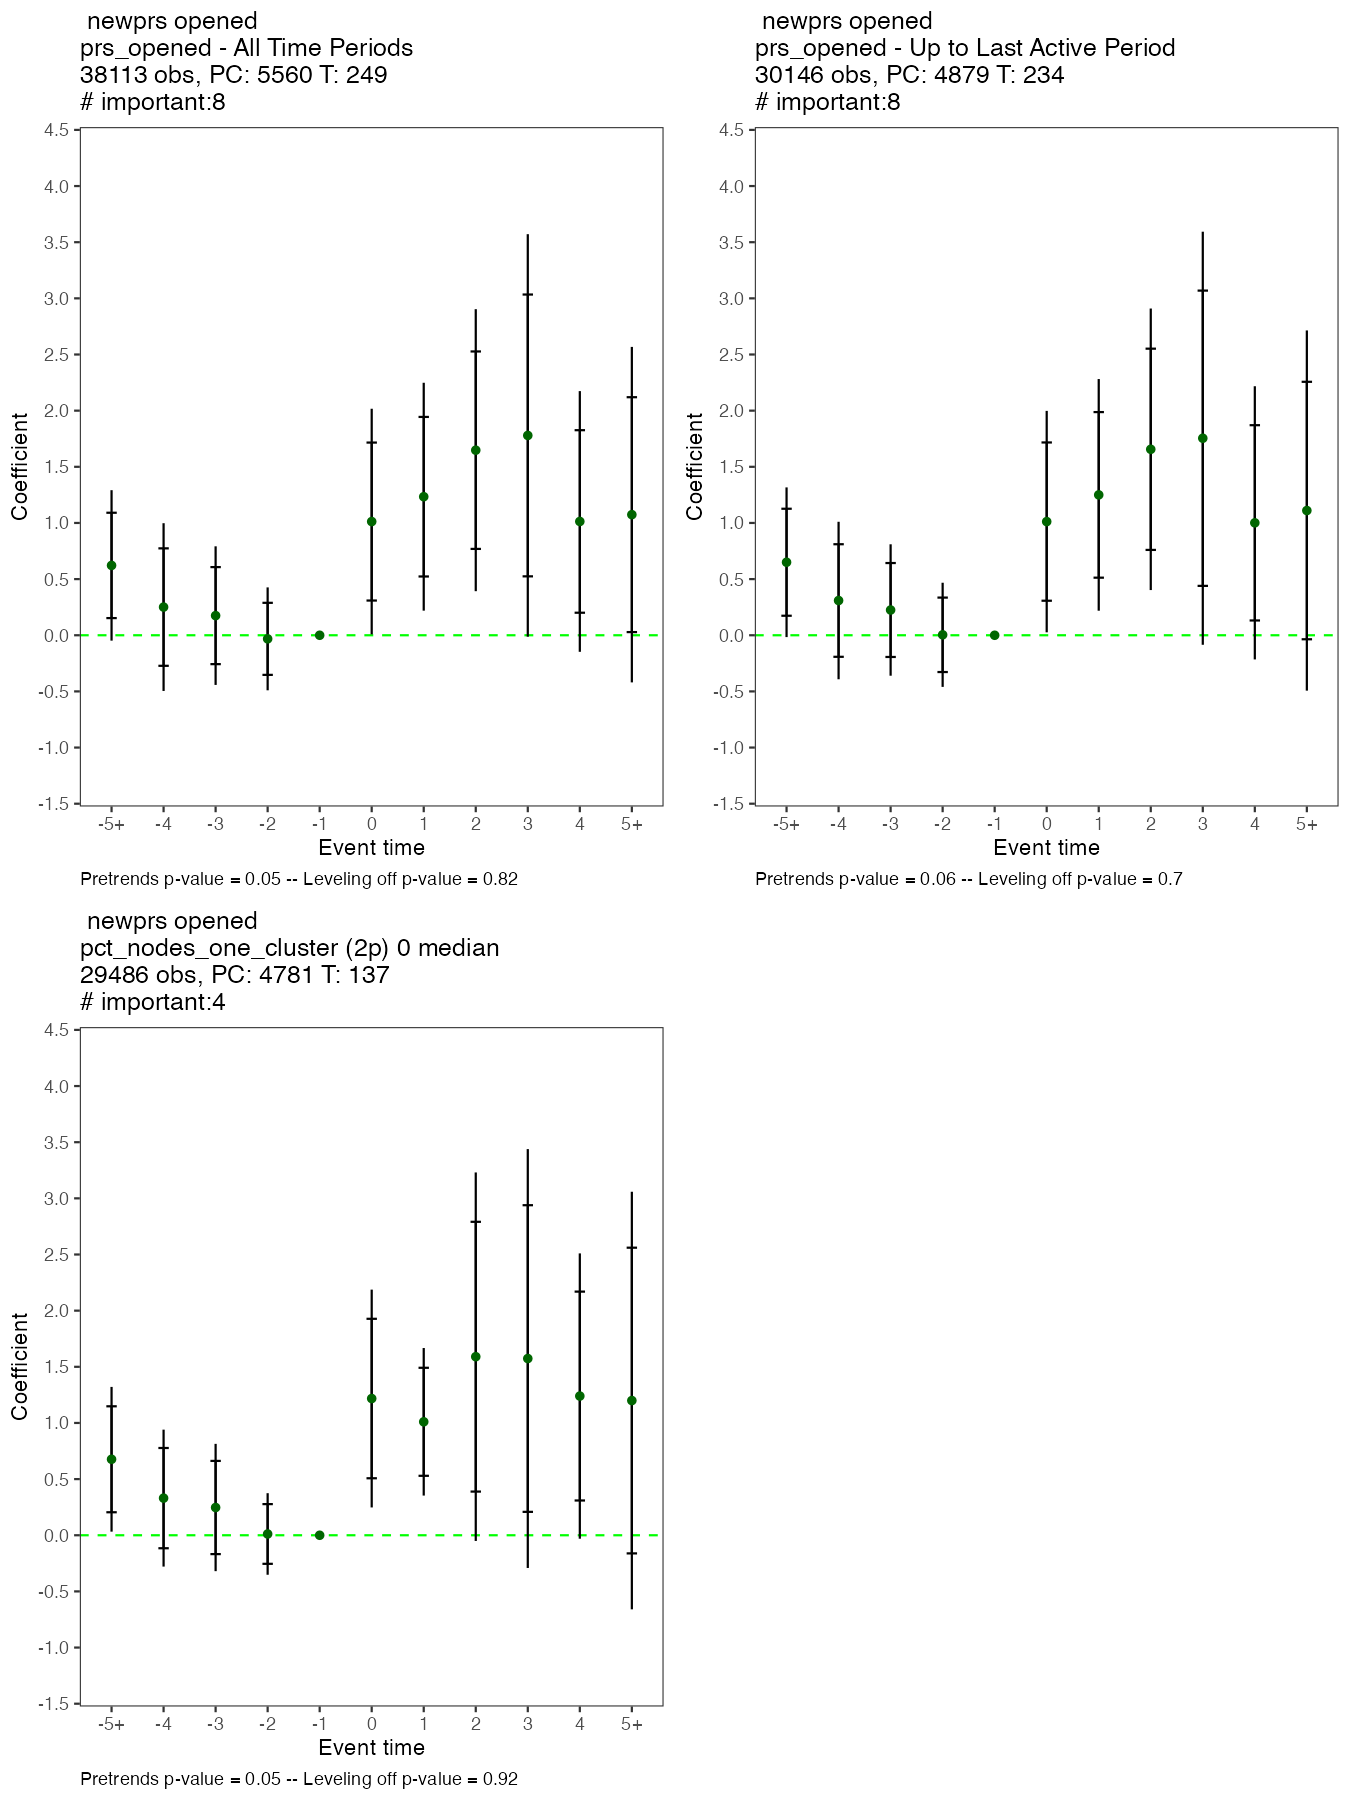 newprs opened
prs_opened - All Time Periods
38113 obs, PC: 5560 T: 249
# important:8
4.5
4.0
3.5
3.0
2.5
2.0
1.5
1.0
0.5
0.0
-0.5
-1.0
-1.5
Coefficient
-5+ -4 -3 -2 -1 0 1 2 3 4 5+
Event time
Pretrends p-value = 0.05 -- Leveling off p-value = 0.82
newprs opened
prs_opened - Up to Last Active Period
30146 obs, PC: 4879 T: 234
# important:8
4.5
4.0
3.5
3.0
2.5
2.0
1.5
1.0
0.5
0.0
-0.5
-1.0
-1.5
Coefficient
-5+ -4 -3 -2 -1 0 1 2 3 4 5+
Event time
Pretrends p-value = 0.06 -- Leveling off p-value = 0.7
newprs opened
pct_nodes_one_cluster (2p) 0 median
29486 obs, PC: 4781 T: 137
# important:4
4.5
4.0
3.5
3.0
2.5
2.0
1.5
1.0
0.5
0.0
-0.5
-1.0
-1.5
Coefficient
-5+ -4 -3 -2 -1 0 1 2 3 4 5+
Event time
Pretrends p-value = 0.05 -- Leveling off p-value = 0.92